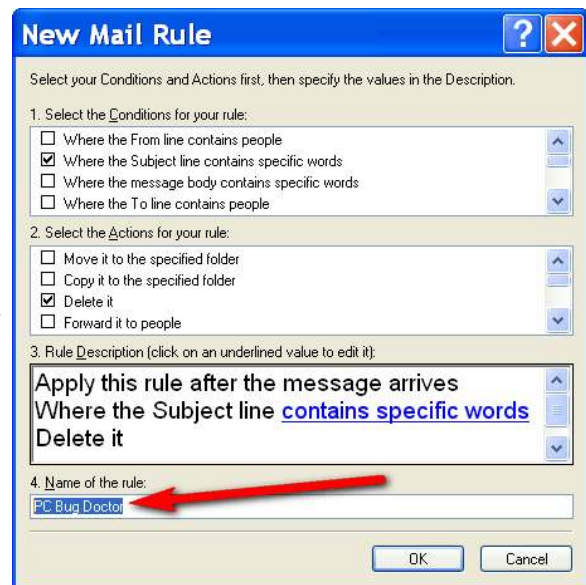 New Mail Rule
Select your Conditions and Actions first, then specify the values in the Description.
1. Select the Conditions for your rule:
Where the From line contains people
Where the Subject line contains specific words
Where the message body contains specific words
Where the To line contains people
2. Select the Actions for your rule:
Move it to the specified folder
Copy it to the specified folder
Delete it
Forward it to people
3. Rule Description (click on an underlined value to edit it):
Apply this rule after the message arrives
Where the Subject line contains specific words
Delete it
4. Name of the rule:
PC Bug Doctor
OK Cancel